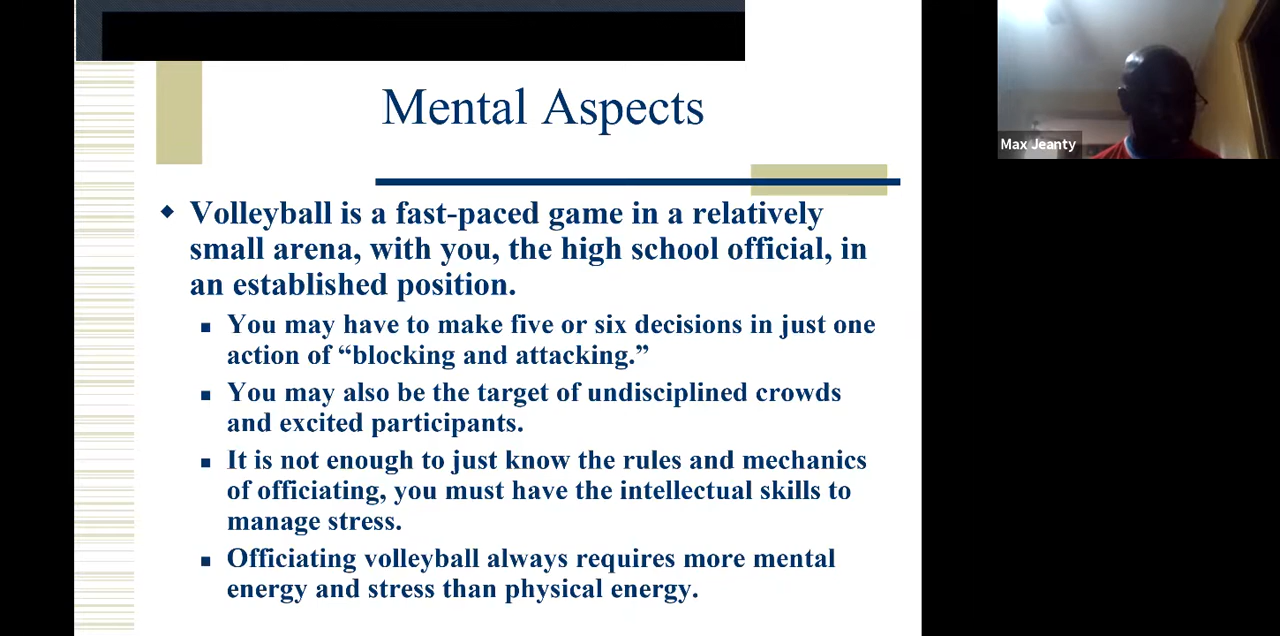 Mental Aspects
Max Jeanty
Volleyball is a fast-paced game in a relatively
small arena, with you, the high school official, in
an established position.
You may have to make five or six decisions in just one
action of “blocking and attacking.”
You may also be the target of undisciplined crowds
and excited participants.
It is not enough to just know the rules and mechanics
of officiating, you must have the intellectual skills to
manage stress.
Officiating volleyball always requires more mental
energy and stress than physical energy.